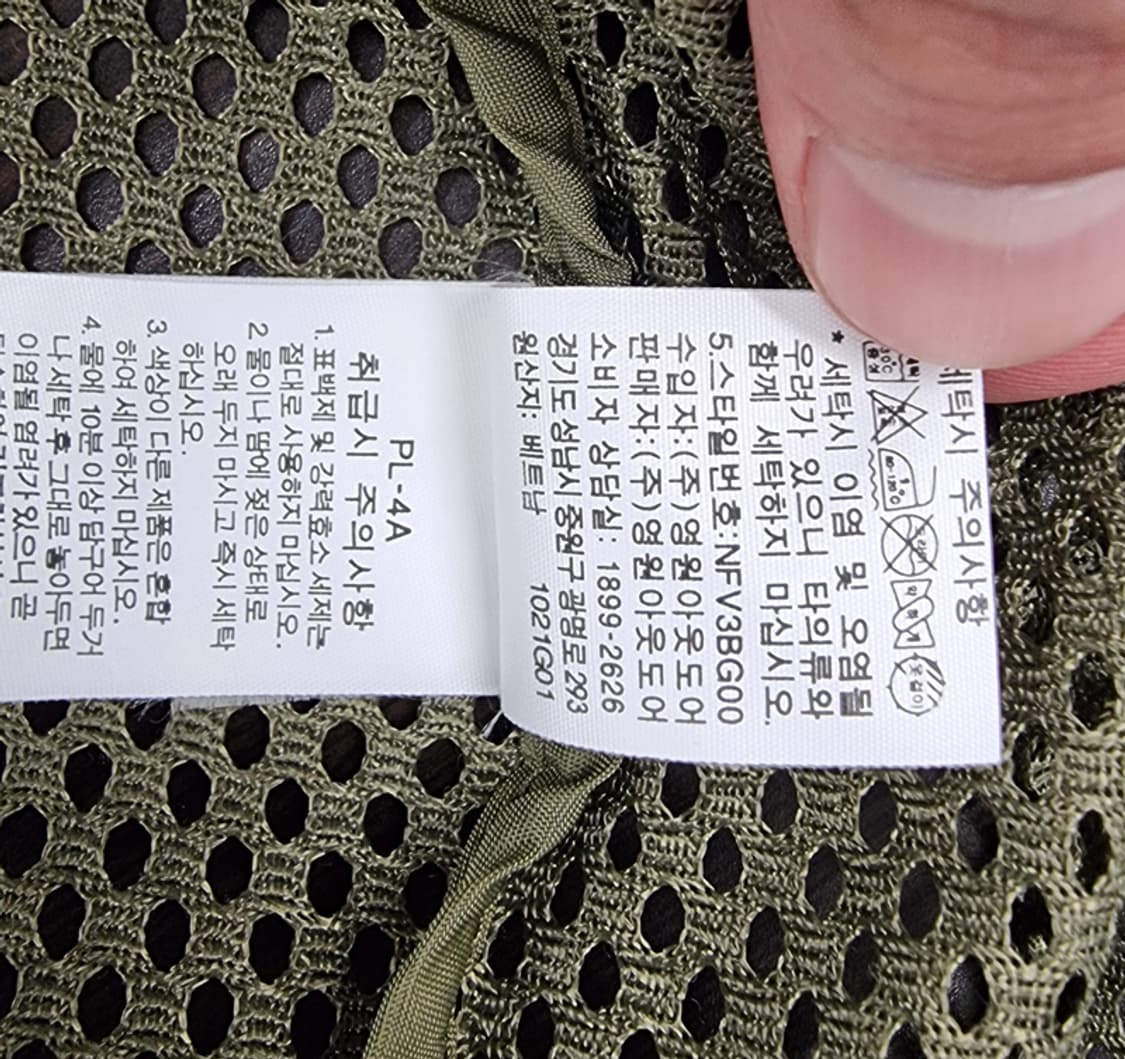 세탁시 주의사항
* 세탁시 이염 및 오염될
우려가 있으니 타의류와
함께 세탁하지 마십시오.
5.스타일번호:NFV3BG00
수입자:(주)영원아웃도어
판매자:(주)영원아웃도어
소비자 상담실: 1899-2626
경기도 성남시 중원구 광명로 293
원산지: 베트남 1021G01
PL-4A
취급시 주의사항
1. 표백제 및 강력효소 세제는
절대로 사용하지 마십시오.
2 물이나 땀에 젖은 상태로
오래 두지 마시고 즉시 세탁
하십시오.
3. 색상이 다른 제품은 혼합
하여 세탁하지 마십시오.
4. 물에 10분 이상 담구어 두거
나 세탁 후 그대로 놓아두면
이염될 염려가 있으니 곧